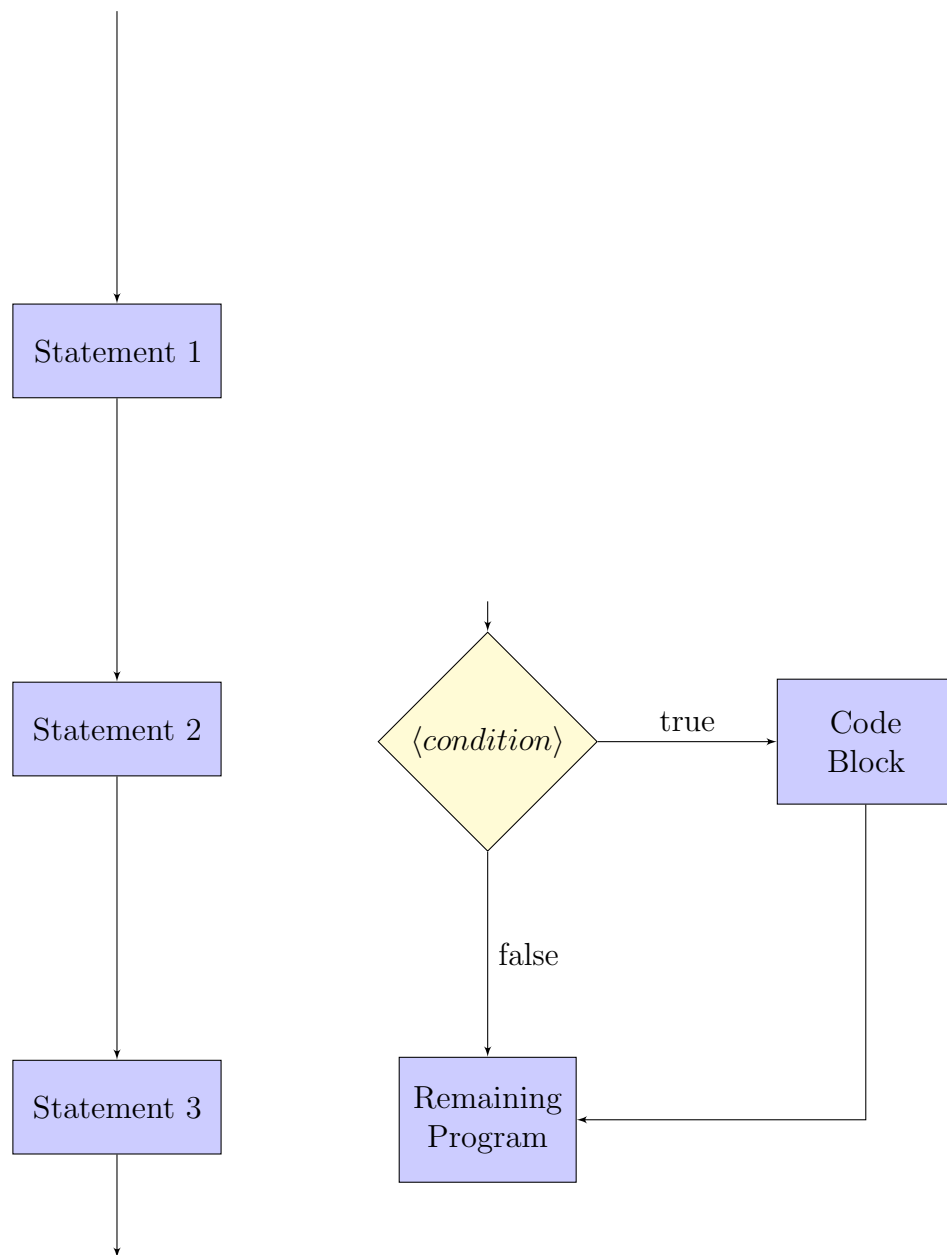 Statement 1
Statement 2
Statement 3
⟨condition⟩
true
Code
Block
false
Remaining
Program